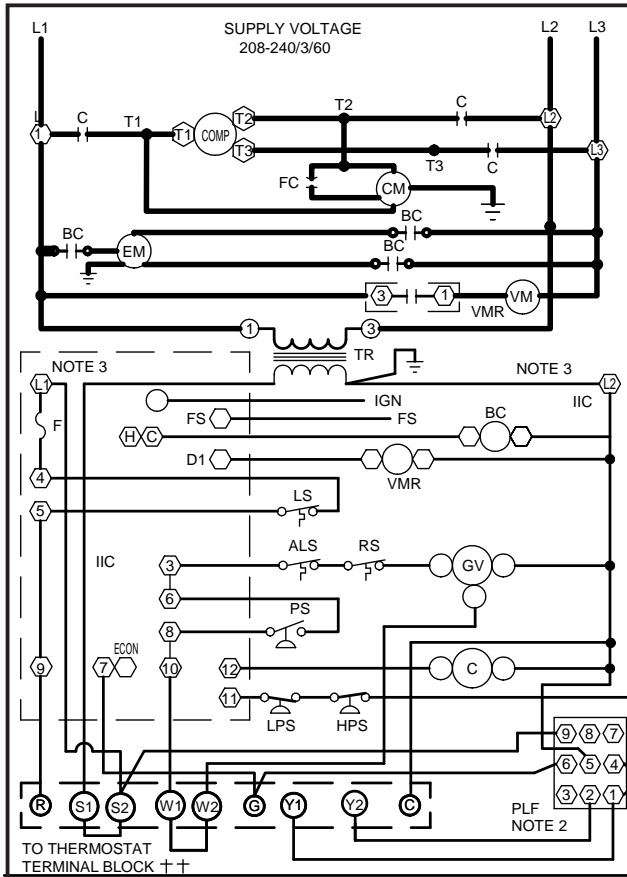 L1 SUPPLY VOLTAGE L2 L3
208-240/3/60
C T1 T2 C
L 1 T1 COMP T2 L2
T3 T3 C L3
FC CM
BC BC
EM BC
3 1 VMR VM
1 3
TR
NOTE 3 NOTE 3
L1 L2
IGN IIC
F FS FS BC
H C
D1 VMR
4 LS
5
IIC ALS RS
3 GV
6 PS
8
ECON
9 7 10 12 C
11 LPS HPS
9 8 7
6 5 4
3 2 1
R S1 S2 W1 W2 G Y1 Y2 C
PLF
NOTE 2
TO THERMOSTAT
TERMINAL BLOCK ††